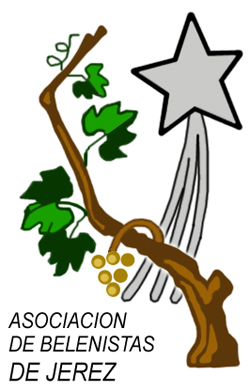 ASOCIACION
DE BELENISTAS
DE JEREZ